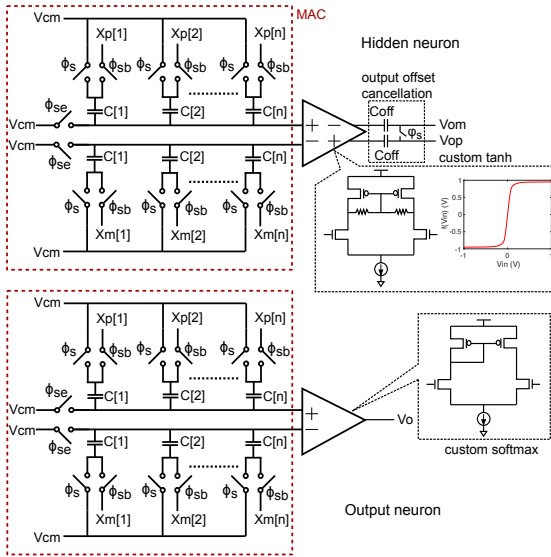 Vcm
MAC
Xp[1] Xp[2] Xp[n]
Hidden neuron
ϕs ϕsb ϕs ϕsb ϕs ϕsb
output offset
cancellation
ϕse
C[1] C[2] C[n]
Coff
Vom
Vcm
+ −
φs
Vcm
− +
Vop
ϕse
C[1] C[2] C[n]
Coff
custom tanh
ϕs ϕsb ϕs ϕsb ϕs ϕsb
Xm[1] Xm[2] Xm[n]
Vcm
f(Vin) (V)
1
0.5
0
-0.5
-1
-1 0 1
Vin (V)
Vcm
Xp[1] Xp[2] Xp[n]
ϕs ϕsb ϕs ϕsb ϕs ϕsb
ϕse
C[1] C[2] C[n]
Vcm
+
Vcm
−
Vo
ϕse
C[1] C[2] C[n]
custom softmax
ϕs ϕsb ϕs ϕsb ϕs ϕsb
Xm[1] Xm[2] Xm[n]
Output neuron
Vcm